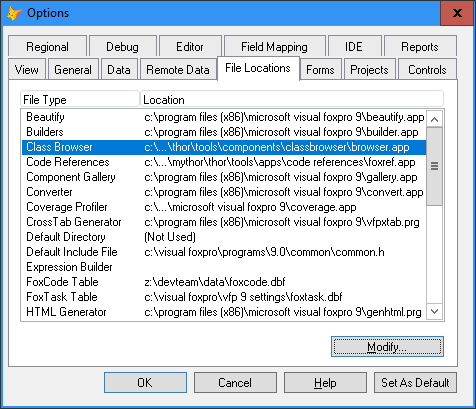 Options
Regional Debug Editor Field Mapping IDE Reports
View General Data Remote Data File Locations Forms Projects Controls
File Type Location
Beautify c:\program files (x86)\microsoft visual foxpro 9\beautify.app
Builders c:\program files (x86)\microsoft visual foxpro 9\builder.app
Class Browser c:\...\thor\tools\components\classbrowser\browser.app
Code References c:\...mythor\thor\tools\apps\code references\foxref.app
Component Gallery c:\program files (x86)\microsoft visual foxpro 9\gallery.app
Converter c:\program files (x86)\microsoft visual foxpro 9\convert.app
Coverage Profiler c:\...microsoft visual foxpro 9\coverage.app
CrossTab Generator c:\program files (x86)\microsoft visual foxpro 9\vfpxtab.prg
Default Directory (Not Used)
Default Include File c:\visual foxpro\programs\9.0\common\common.h
Expression Builder
FoxCode Table z:\devteam\data\foxcode.dbf
FoxTask Table c:\visual foxpro\vfp 9 settings\foxtask.dbf
HTML Generator c:\program files (x86)\microsoft visual foxpro 9\genhtml.prg
Modify...
OK Cancel Help Set As Default